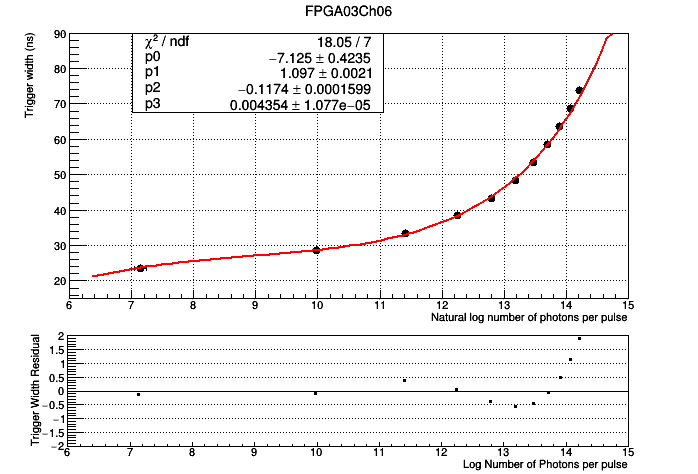 FPGA03Ch06
Trigger width (ns)
90
80
70
60
50
40
30
20
χ² / ndf 18.05 / 7
p0 −7.125 ± 0.4235
p1 1.097 ± 0.0021
p2 −0.1174 ± 0.0001599
p3 0.004354 ± 1.077e−05
6 7 8 9 10 11 12 13 14 15
Natural log number of photons per pulse
Trigger Width Residual
2
1.5
1
0.5
0
−0.5
−1
−1.5
−2
6 7 8 9 10 11 12 13 14 15
Log Number of Photons per pulse